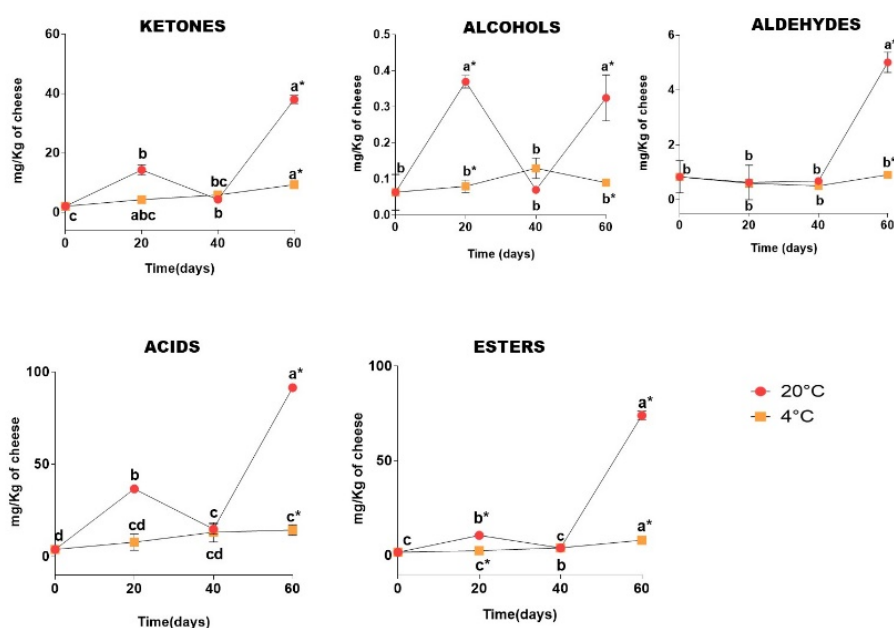 KETONES
60
40
20
0
mg/Kg of cheese
a*
b
bc
a*
c
abc
b
0 20 40 60
Time(days)
ALCOHOLS
0.5
0.4
0.3
0.2
0.1
0.0
mg/Kg of cheese
a* a*
b b* b
b b*
0 20 40 60
Time (days)
ALDEHYDES
6
4
2
0
mg/Kg of cheese
a*
b b b
b b b*
0 20 40 60
Time (days)
ACIDS
100
50
0
mg/Kg of cheese
a*
b
d cd c c*
cd
0 20 40 60
Time(days)
ESTERS
100
50
0
mg/Kg of cheese
a*
b*
c c a*
c* b
0 20 40 60
Time(days)
20°C
4°C